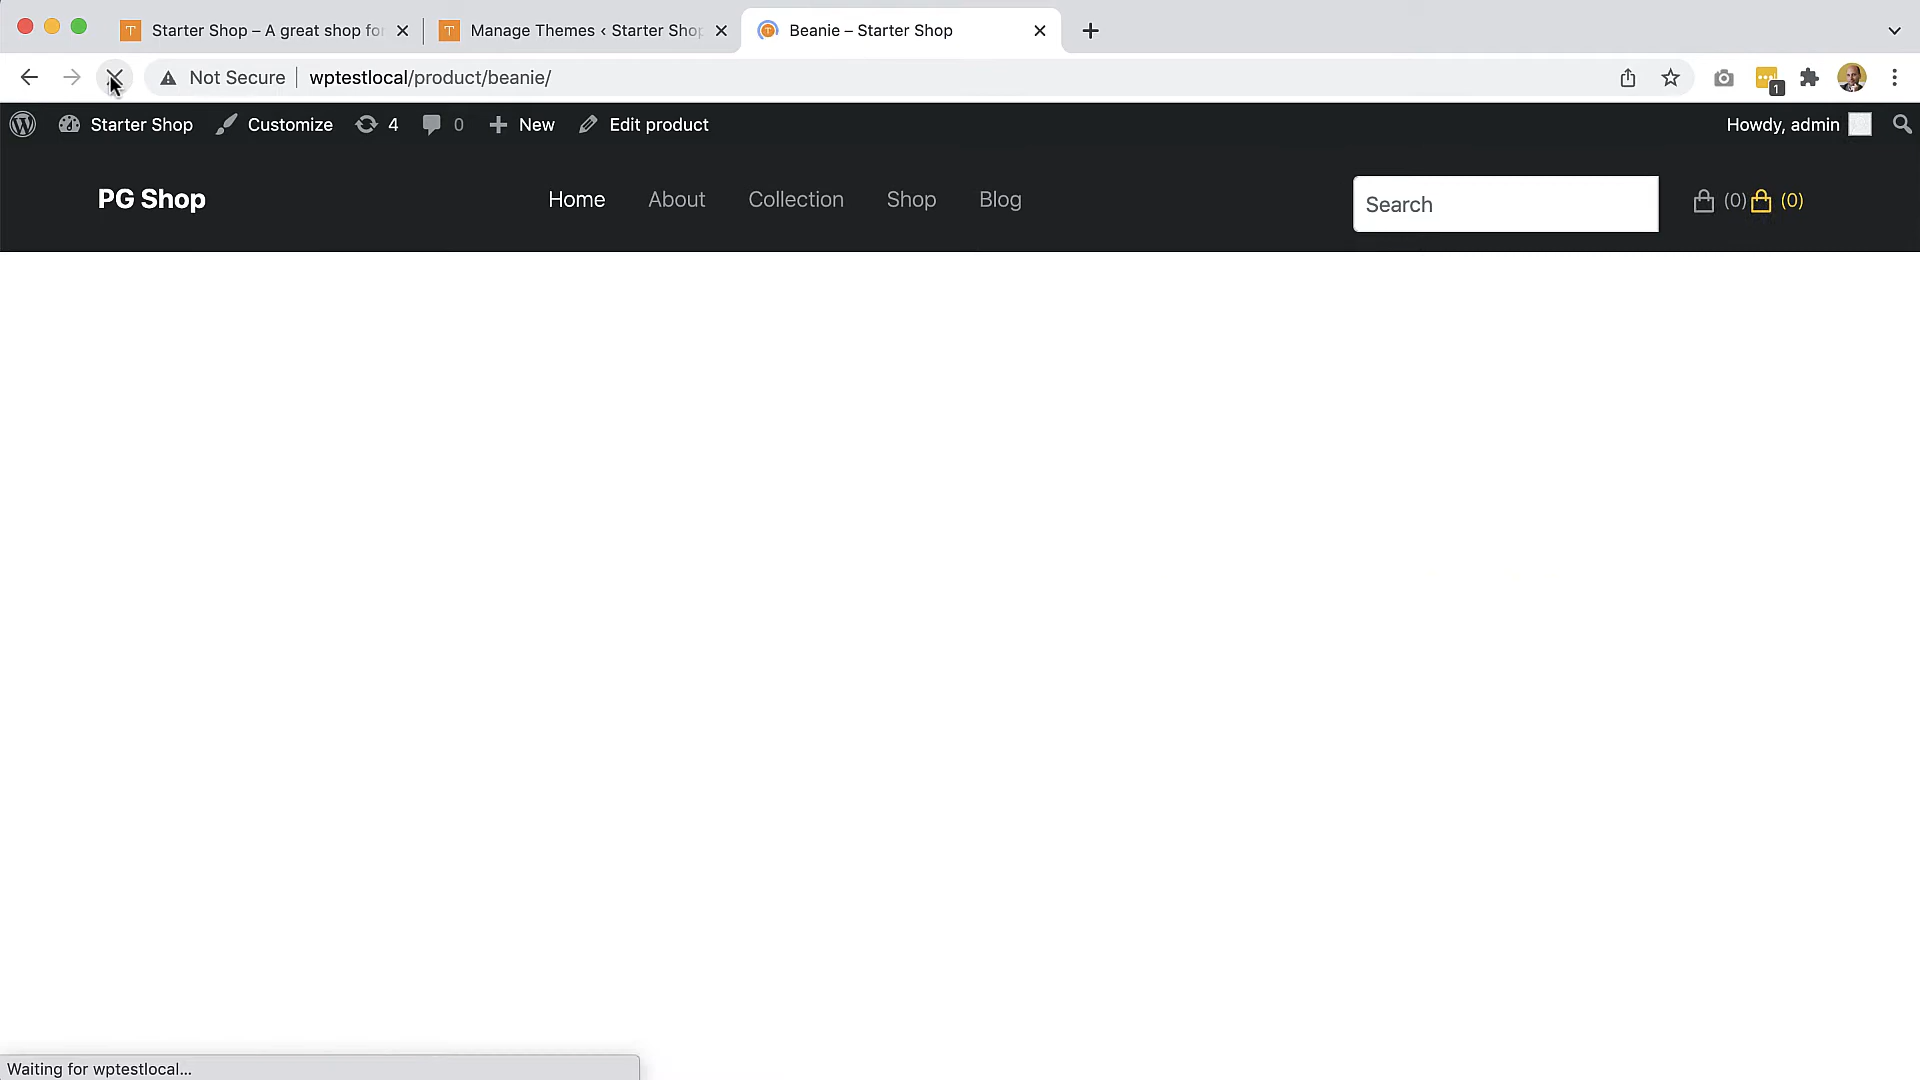 Starter Shop – A great shop for
Manage Themes ‹ Starter Shop
Beanie – Starter Shop
Not Secure
wptestlocal/product/beanie/
1
Starter Shop
Customize
4
0
New
Edit product
Howdy, admin
PG Shop
Home
About
Collection
Shop
Blog
Search
(0)
(0)
Waiting for wptestlocal...